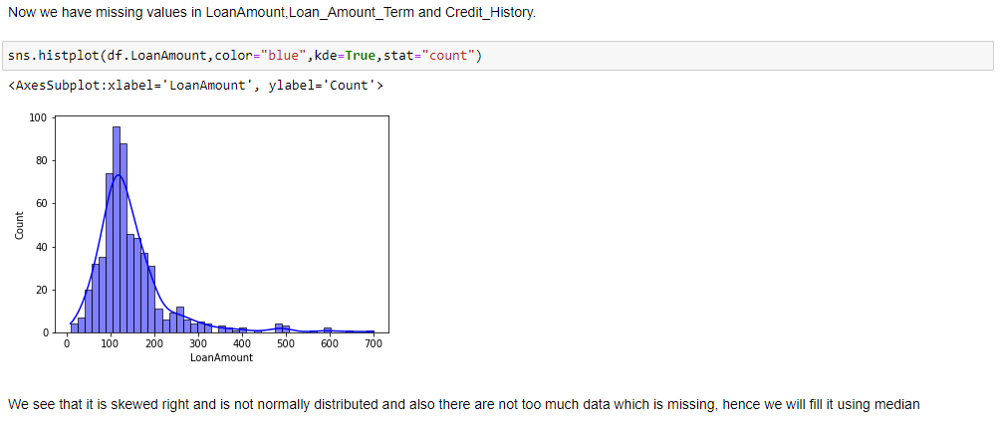 Now we have missing values in LoanAmount,Loan_Amount_Term and Credit_History.
sns.histplot(df.LoanAmount,color="blue",kde=True,stat="count")
<AxesSubplot:xlabel='LoanAmount', ylabel='Count'>
100
80
60
40
20
0
Count
0 100 200 300 400 500 600 700
LoanAmount
We see that it is skewed right and is not normally distributed and also there are not too much data which is missing, hence we will fill it using median